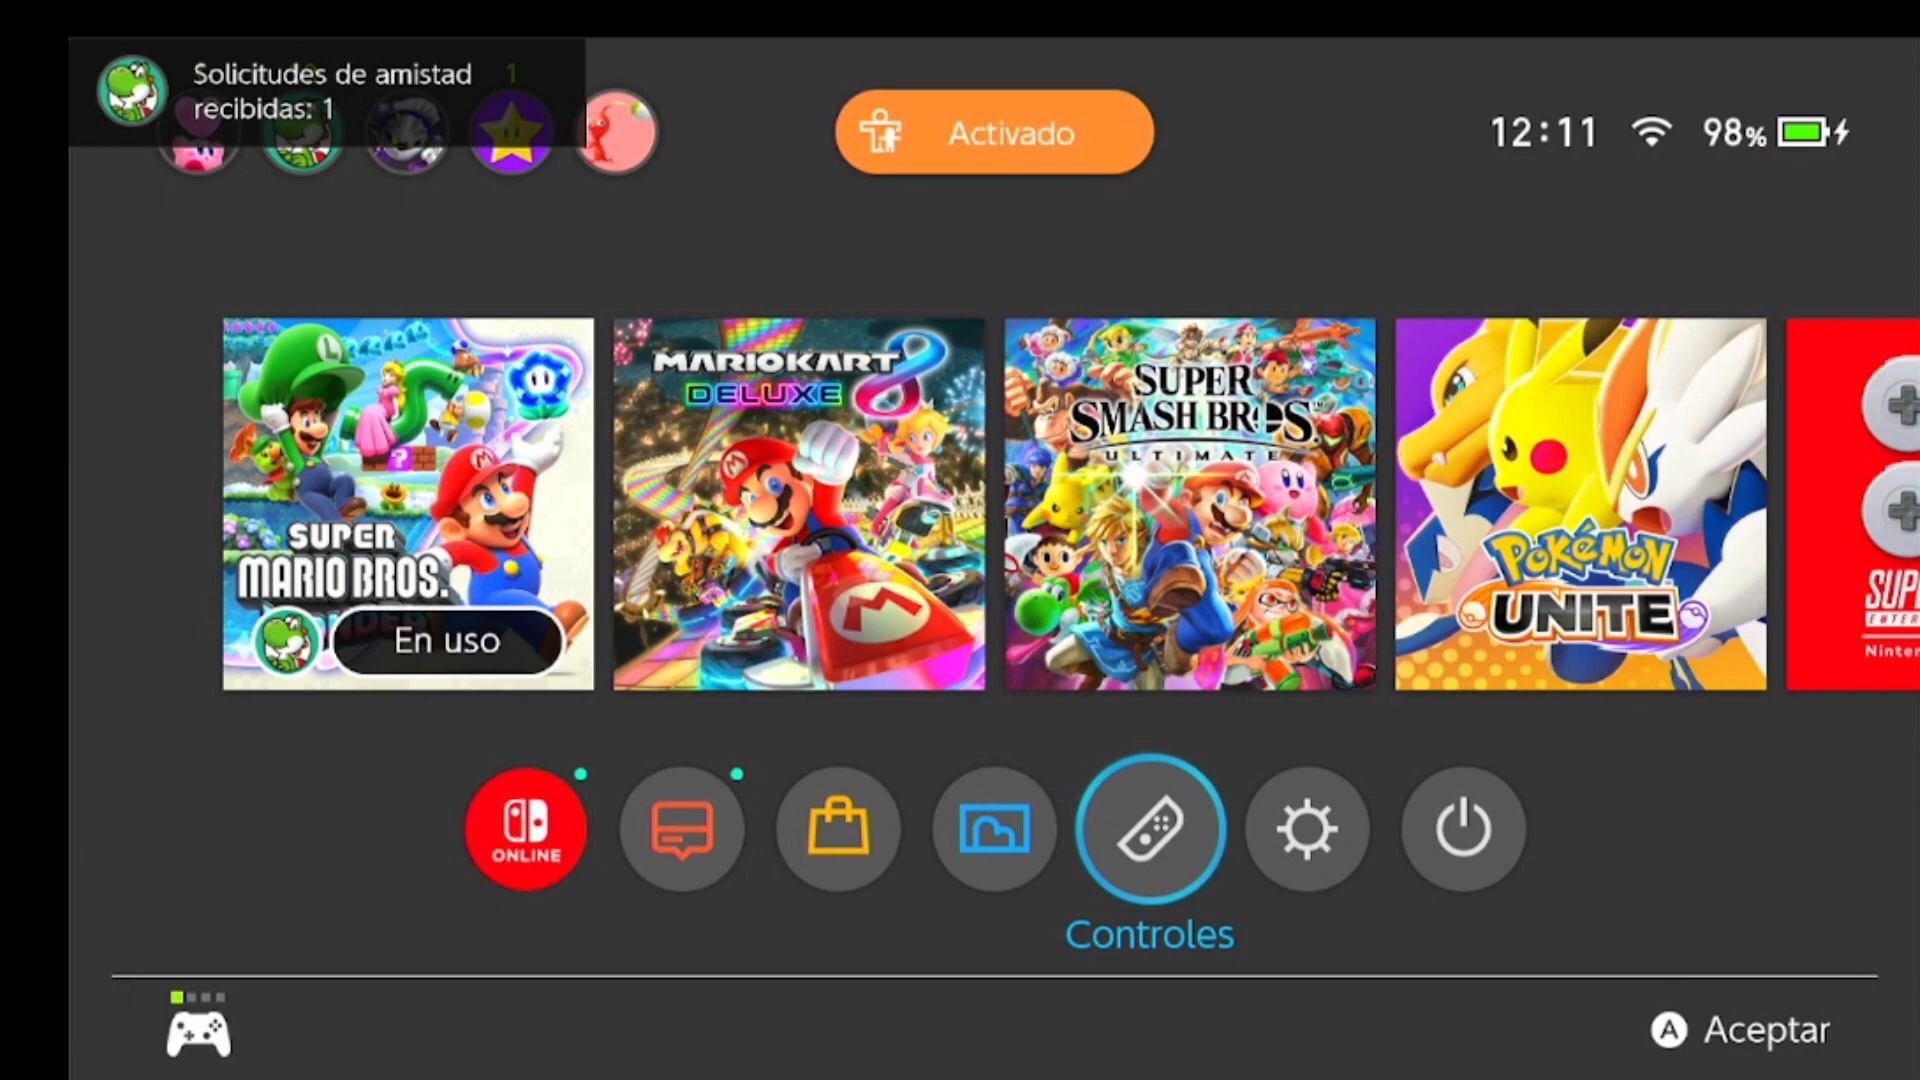 Solicitudes de amistad
recibidas: 1
1
Activado
12:11
98%
MARIOKART 8
DELUXE
SUPER
SMASH BROS.
ULTIMATE
SUPER
MARIO BROS.
En uso
POKéMON
UNITE
ONLINE
Controles
A Aceptar